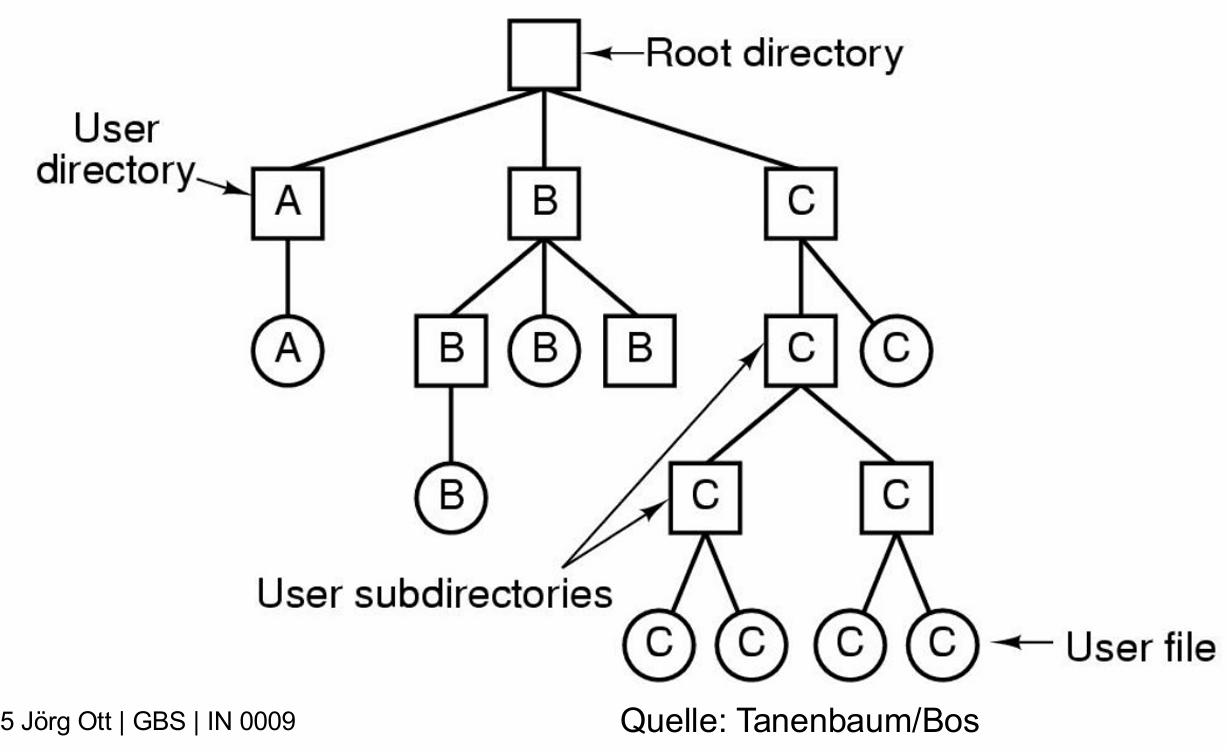 Root directory
User
directory
A
B
C
A
B
B
B
C
C
B
C
C
User subdirectories
C
C
C
C
User file
5 Jörg Ott | GBS | IN 0009
Quelle: Tanenbaum/Bos